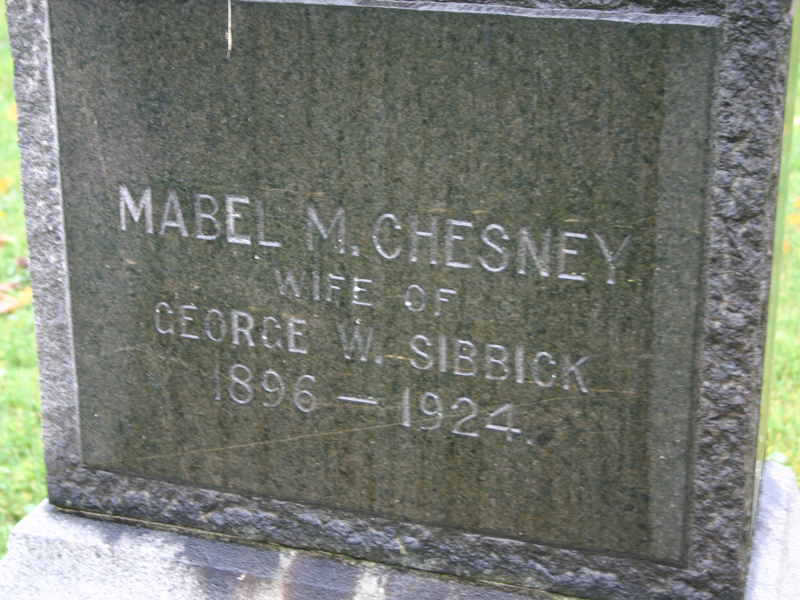 MABEL M. CHESNEY
WIFE OF
GEORGE W. SIBBICK
1896 — 1924.